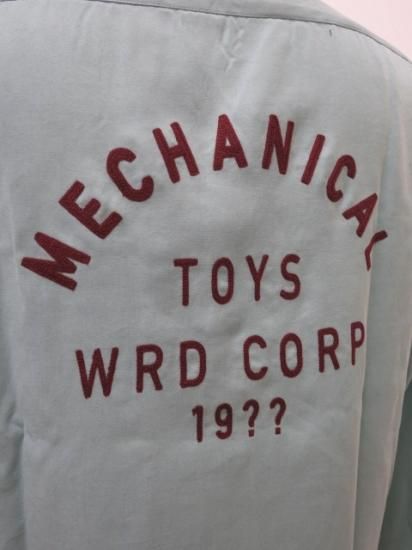 MECHANICAL
TOYS
WRD CORP
19??